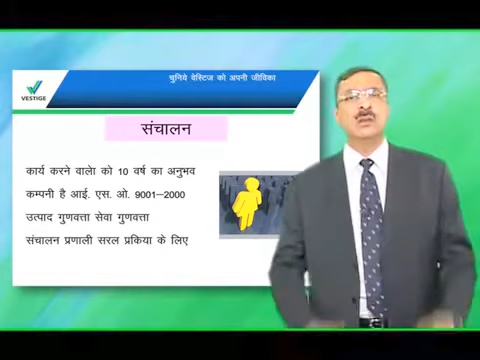 चुनिये वेस्टिज को अपनी जीविका
VESTIGE
संचालन
कार्य करने वालेा को 10 वर्ष का अनुभव
कम्पनी है आई. एस. ओ. 9001–2000
उत्पाद गुणवत्ता सेवा गुणवत्ता
संचालन प्रणाली सरल प्रकिया के लिए